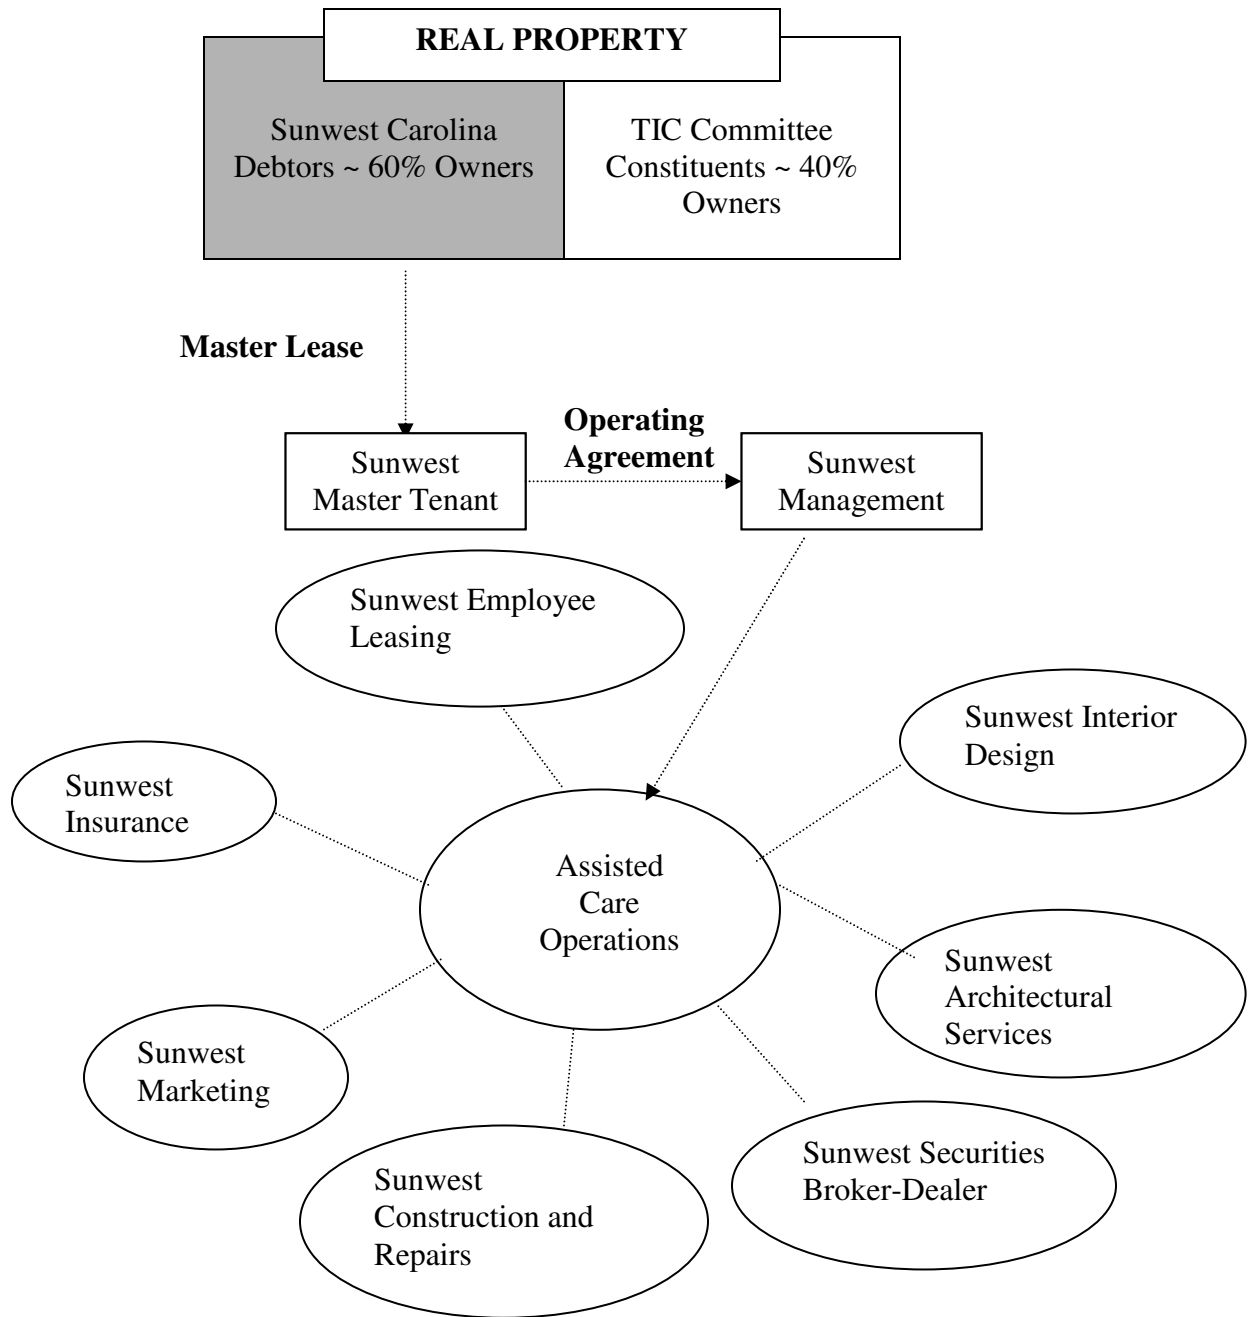 REAL PROPERTY
Sunwest Carolina
Debtors ~ 60% Owners
TIC Committee
Constituents ~ 40%
Owners
Master Lease
Operating
Agreement
Sunwest
Master Tenant
Sunwest
Management
Sunwest Employee
Leasing
Sunwest Interior
Design
Sunwest
Insurance
Assisted
Care
Operations
Sunwest
Architectural
Services
Sunwest
Marketing
Sunwest Securities
Broker-Dealer
Sunwest
Construction and
Repairs